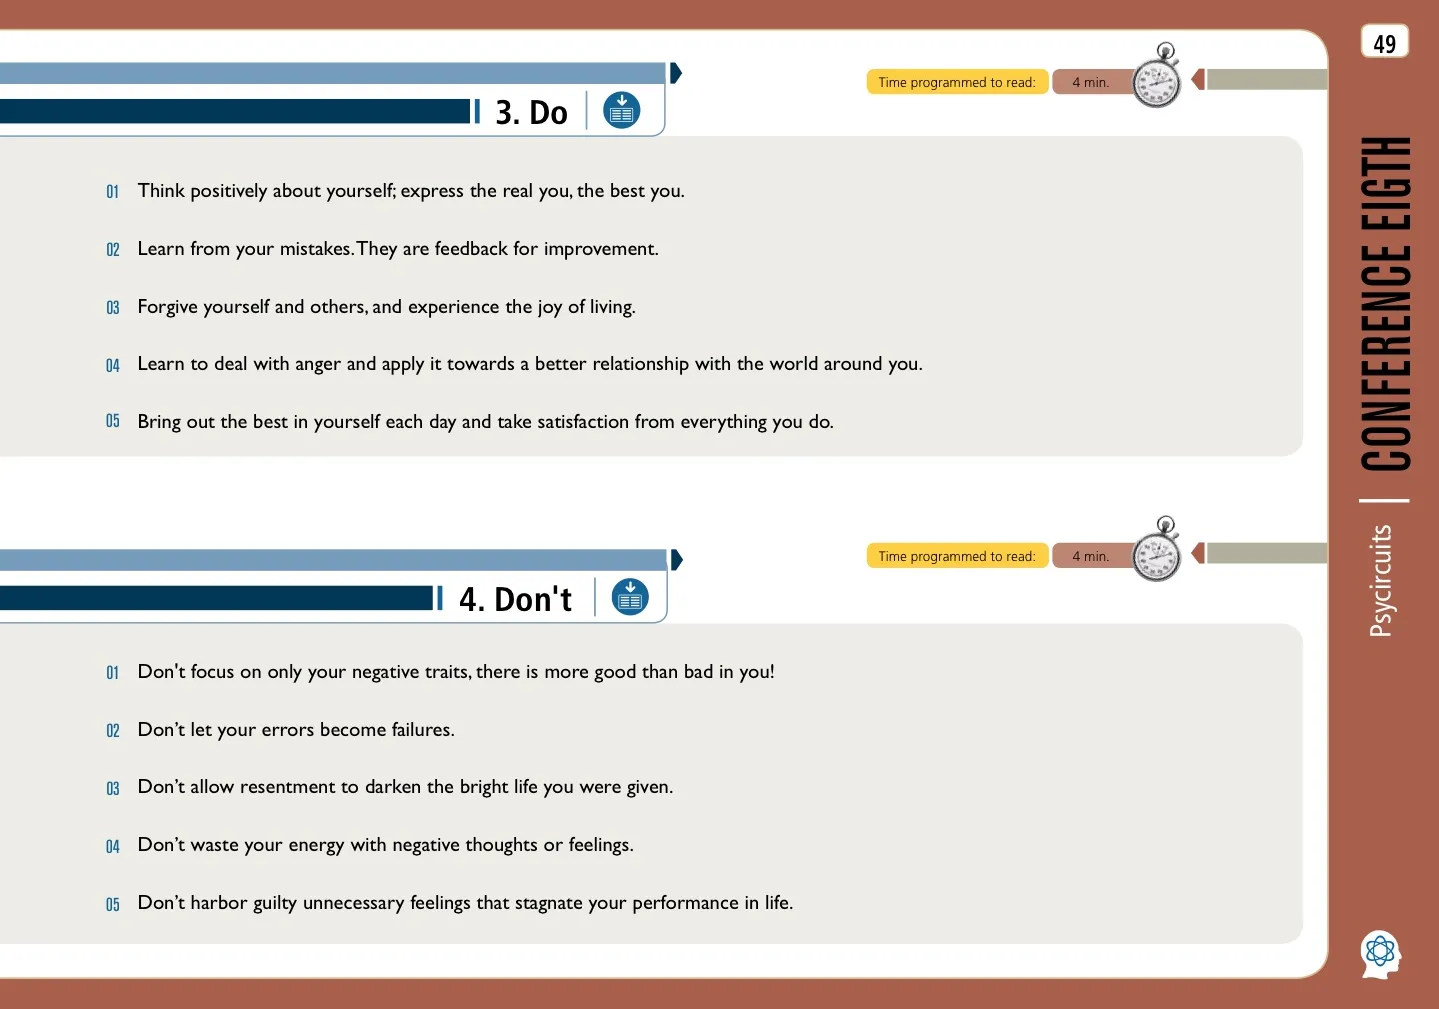 49
Time programmed to read: 4 min.
3. Do
01 Think positively about yourself; express the real you, the best you.
02 Learn from your mistakes. They are feedback for improvement.
03 Forgive yourself and others, and experience the joy of living.
04 Learn to deal with anger and apply it towards a better relationship with the world around you.
05 Bring out the best in yourself each day and take satisfaction from everything you do.
Time programmed to read: 4 min.
4. Don't
01 Don't focus on only your negative traits, there is more good than bad in you!
02 Don’t let your errors become failures.
03 Don’t allow resentment to darken the bright life you were given.
04 Don’t waste your energy with negative thoughts or feelings.
05 Don’t harbor guilty unnecessary feelings that stagnate your performance in life.
Psycircuits | CONFERENCE EIGTH